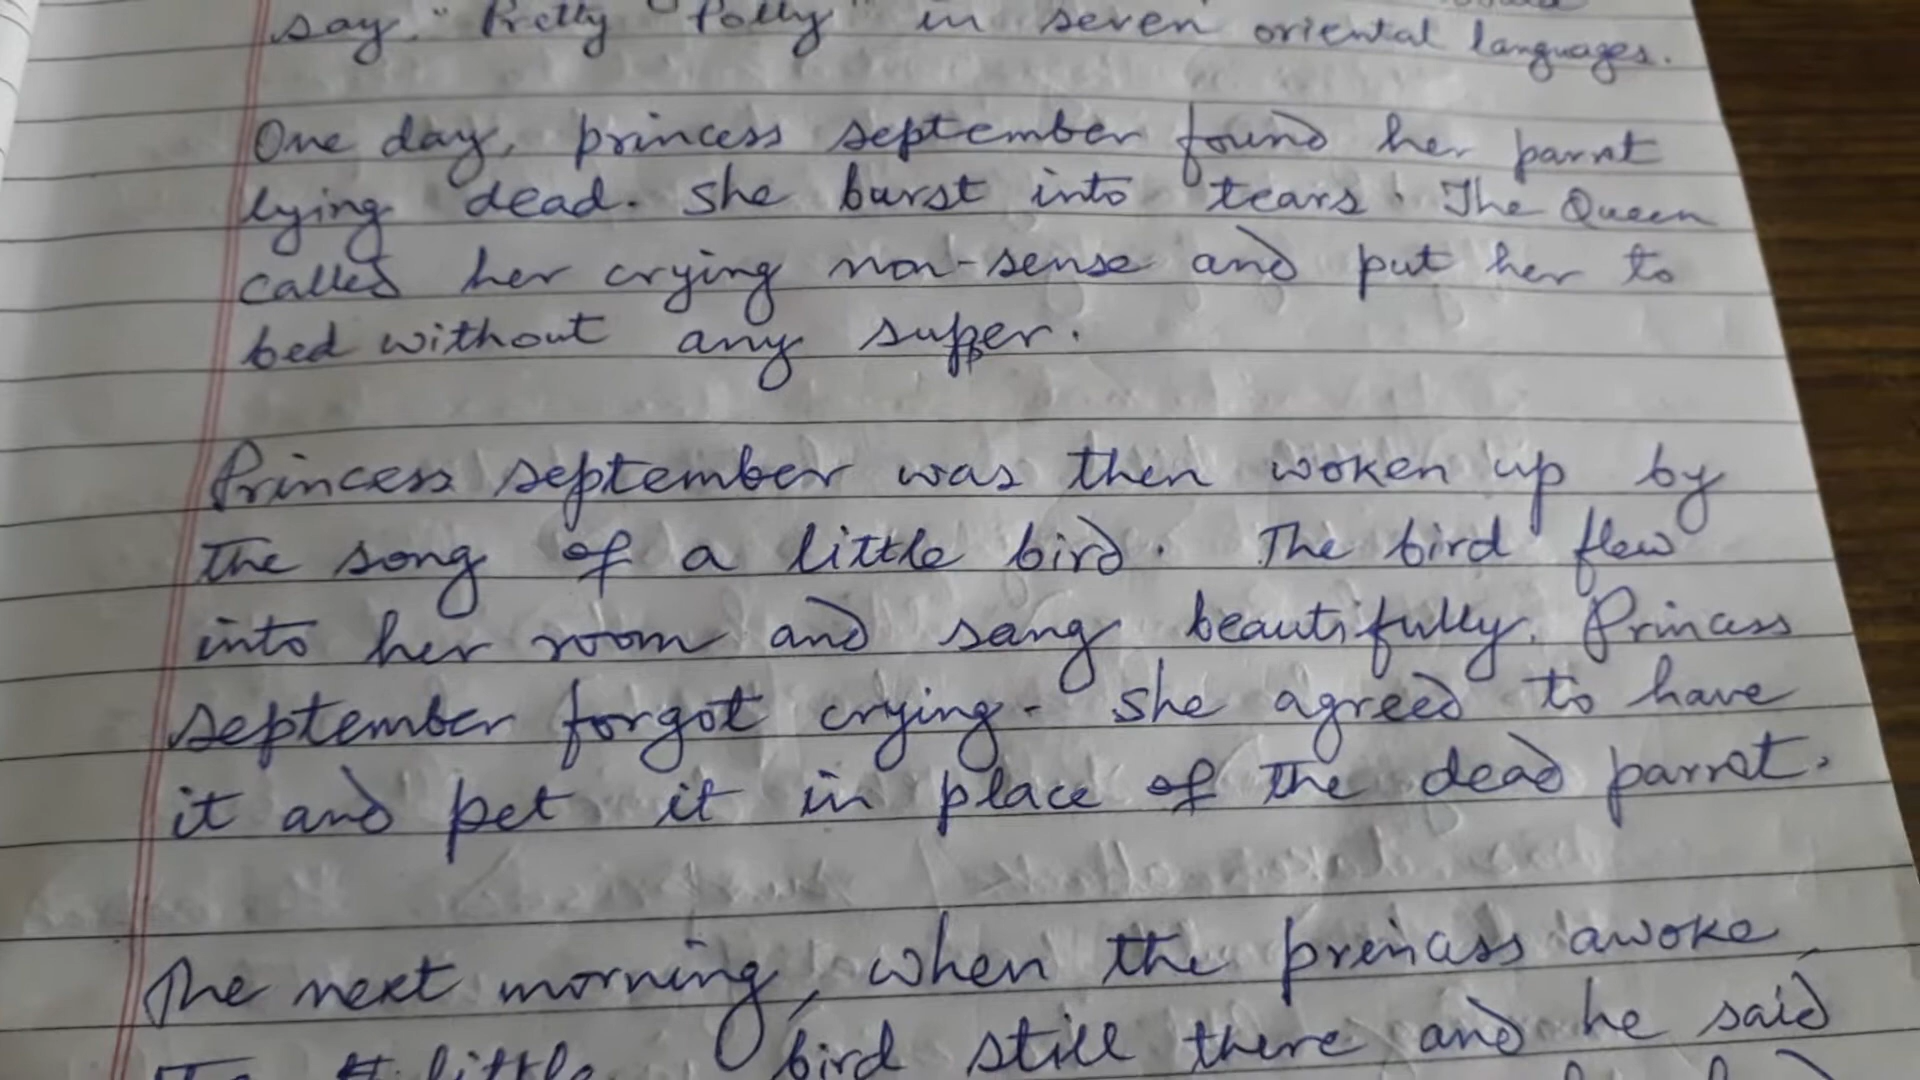 say "Pretty Polly" in seven oriental languages.
One day, princess september found her parrot
lying dead. She burst into tears. The Queen
called her crying non-sense and put her to
bed without any supper.
Princess september was then woken up by
the song of a little bird. The bird flew
into her room and sang beautifully. Princess
september forgot crying. She agreed to have
it and pet it in place of the dead parrot.
The next morning, when the princess awoke
little bird still there and he said